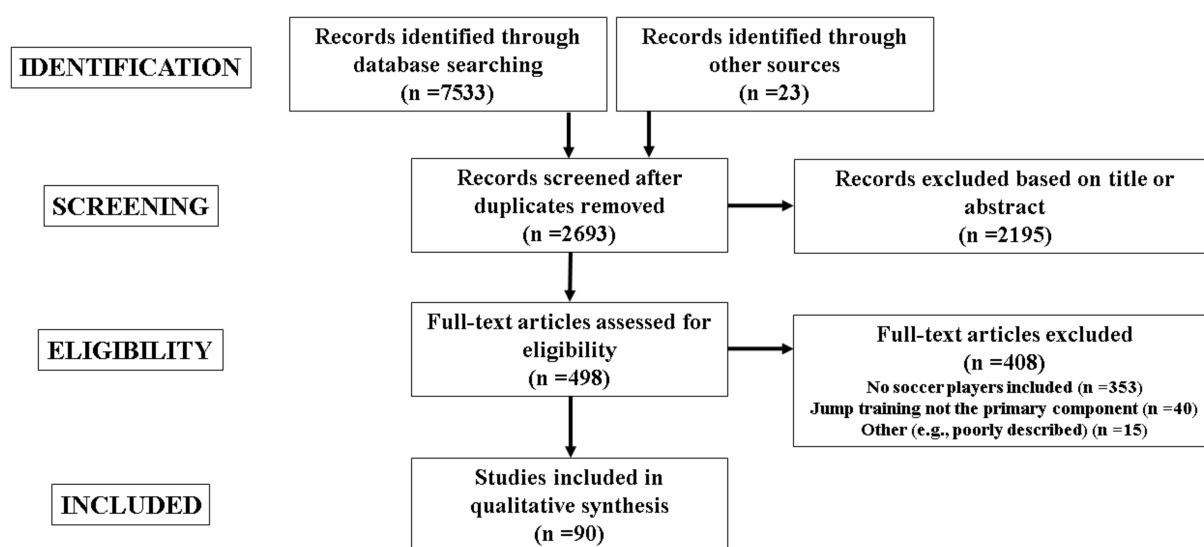 IDENTIFICATION
Records identified through
database searching
(n =7533)
Records identified through
other sources
(n =23)
SCREENING
Records screened after
duplicates removed
(n =2693)
Records excluded based on title or
abstract
(n =2195)
ELIGIBILITY
Full-text articles assessed for
eligibility
(n =498)
Full-text articles excluded
(n =408)
No soccer players included (n =353)
Jump training not the primary component (n =40)
Other (e.g., poorly described) (n =15)
INCLUDED
Studies included in
qualitative synthesis
(n =90)